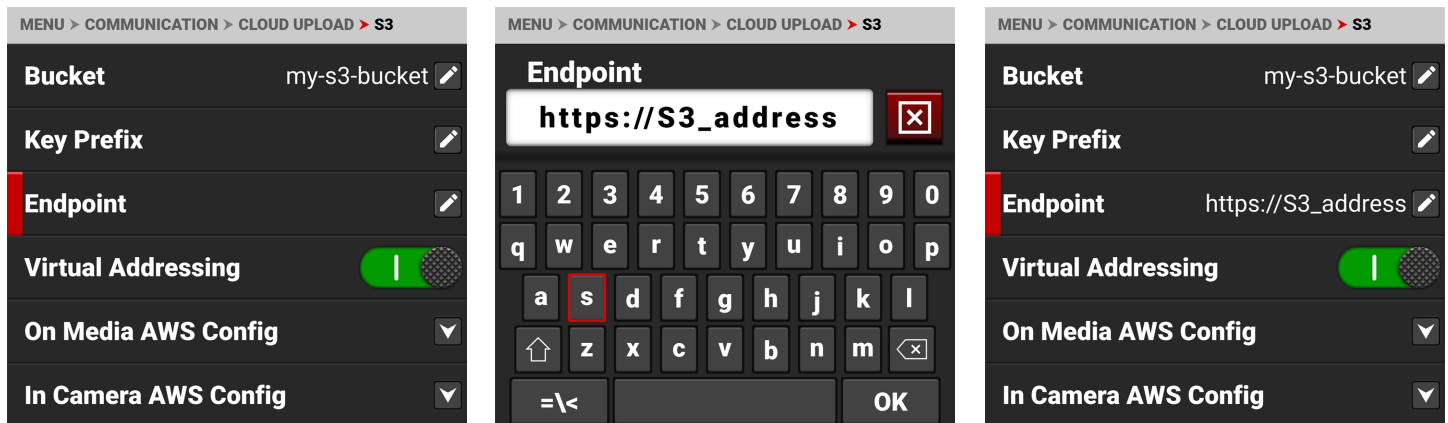 MENU > COMMUNICATION > CLOUD UPLOAD > S3
Bucket my-s3-bucket
Key Prefix
Endpoint
Virtual Addressing
On Media AWS Config
In Camera AWS Config
MENU > COMMUNICATION > CLOUD UPLOAD > S3
Endpoint
https://S3_address
1 2 3 4 5 6 7 8 9 0
q w e r t y u i o p
a s d f g h j k l
z x c v b n m
=\< OK
MENU > COMMUNICATION > CLOUD UPLOAD > S3
Bucket my-s3-bucket
Key Prefix
Endpoint https://S3_address
Virtual Addressing
On Media AWS Config
In Camera AWS Config